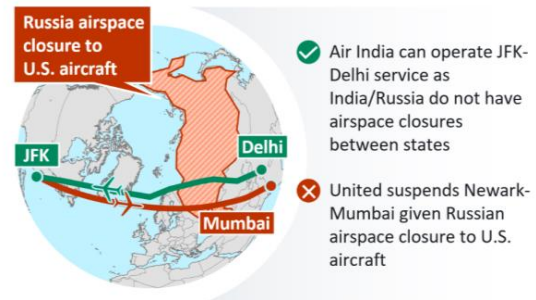 Russia airspace
closure to
U.S. aircraft
JFK
Delhi
Mumbai
Air India can operate JFK-
Delhi service as
India/Russia do not have
airspace closures
between states
United suspends Newark-
Mumbai given Russian
airspace closure to U.S.
aircraft